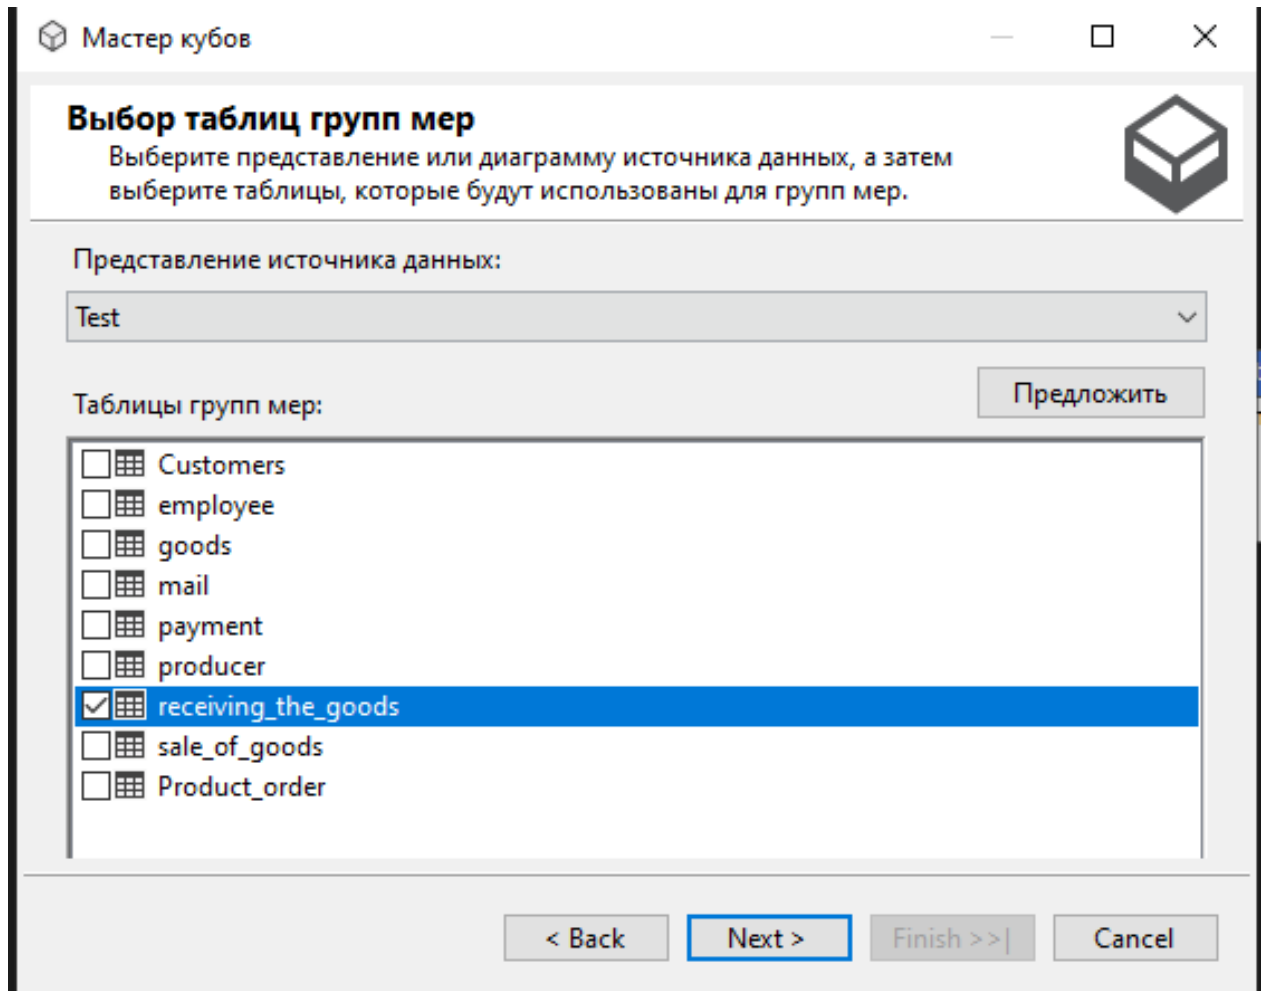 Мастер кубов
Выбор таблиц групп мер
Выберите представление или диаграмму источника данных, а затем
выберите таблицы, которые будут использованы для групп мер.
Представление источника данных:
Test
Предложить
Таблицы групп мер:
Customers
employee
goods
mail
payment
producer
receiving_the_goods
sale_of_goods
Product_order
< Back
Next >
Finish >>|
Cancel